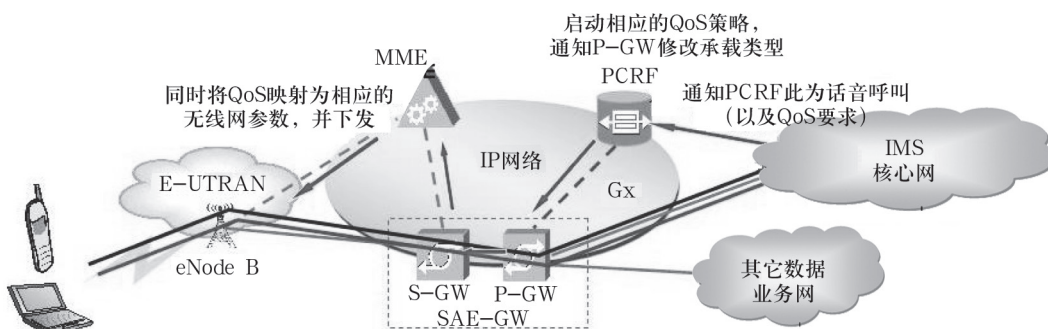 启动相应的QoS策略，
通知P-GW修改承载类型
MME
PCRF
同时将QoS映射为相应的
无线网参数，并下发
通知PCRF此为话音呼叫
（以及QoS要求）
IP网络
IMS
核心网
E-UTRAN
Gx
eNode B
S-GW
P-GW
SAE-GW
其它数据
业务网